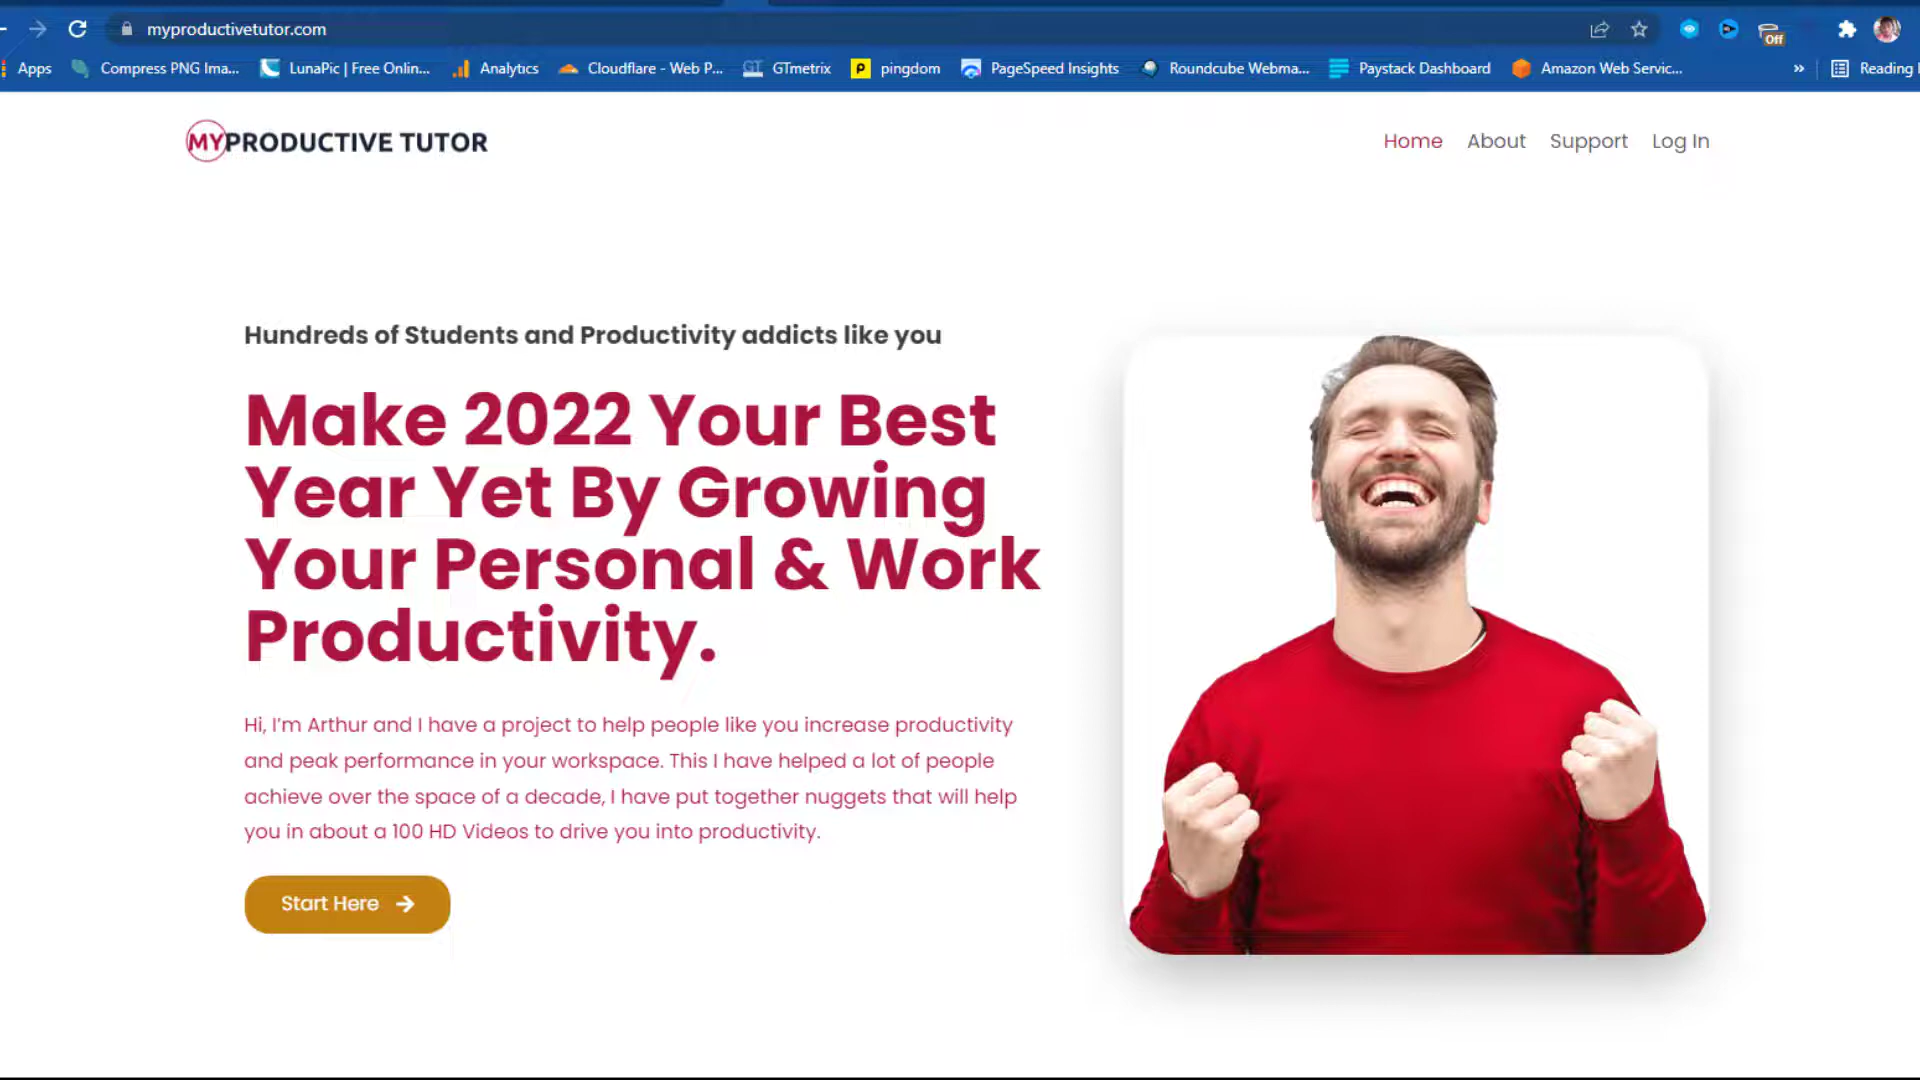 myproductivetutor.com
Off
Apps
Compress PNG Ima...
LunaPic | Free Onlin...
Analytics
Cloudflare - Web P...
GT GTmetrix
pingdom
PageSpeed Insights
Roundcube Webma...
Paystack Dashboard
Amazon Web Servic...
»
Reading
MYPRODUCTIVE TUTOR
Home
About
Support
Log In
Hundreds of Students and Productivity addicts like you
Make 2022 Your Best
Year Yet By Growing
Your Personal & Work
Productivity.
Hi, I'm Arthur and I have a project to help people like you increase productivity
and peak performance in your workspace. This I have helped a lot of people
achieve over the space of a decade, I have put together nuggets that will help
you in about a 100 HD Videos to drive you into productivity.
Start Here